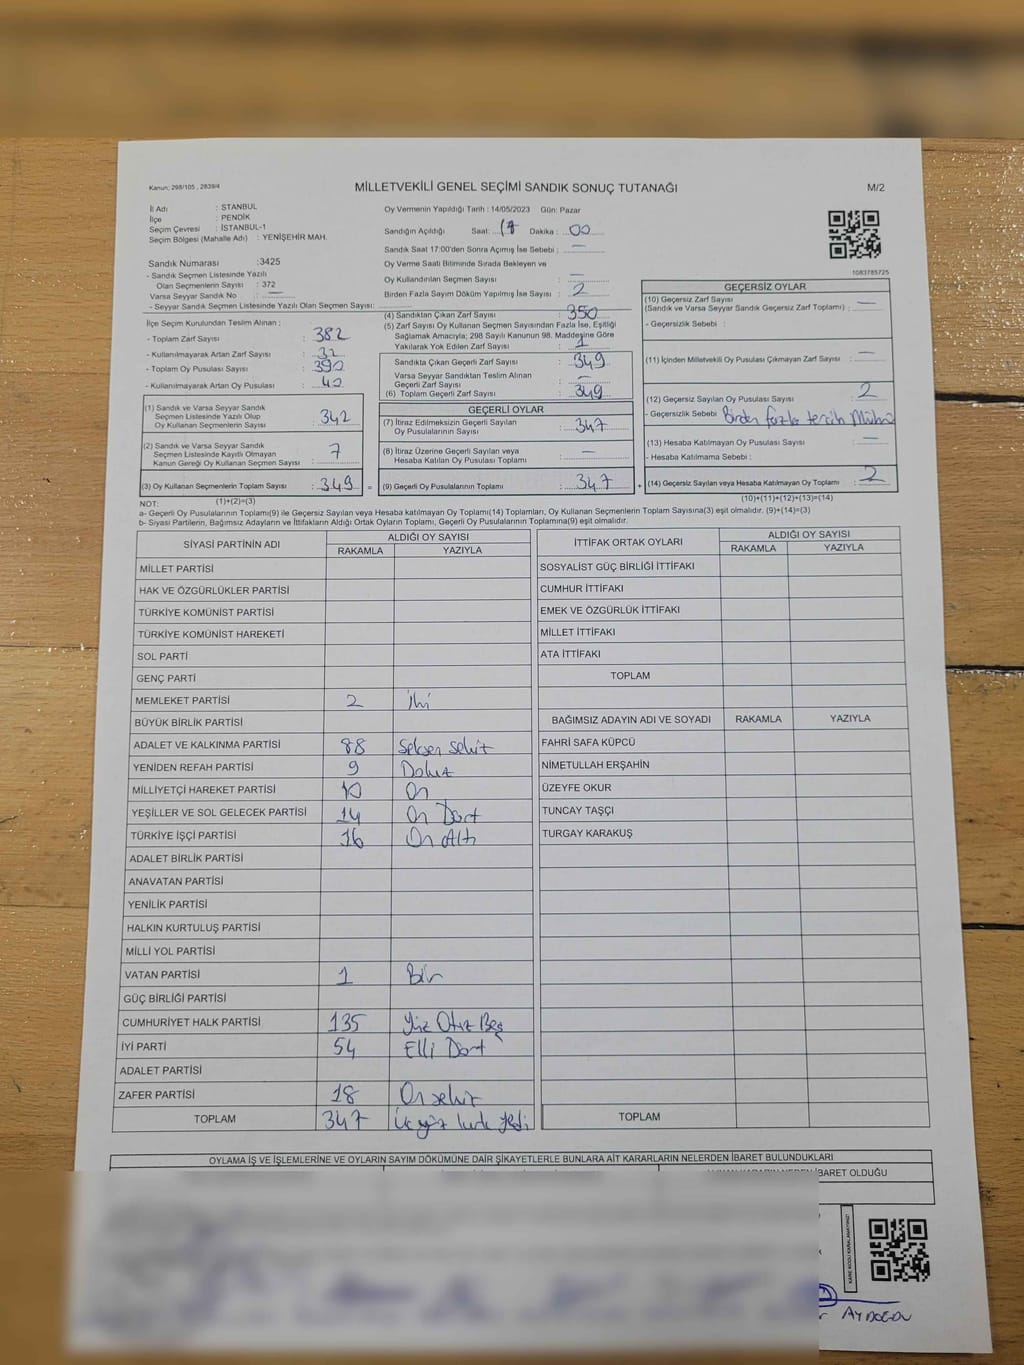 Kanun; 298/105 , 2839/4
MİLLETVEKİLİ GENEL SEÇİMİ SANDIK SONUÇ TUTANAĞI
M/2
İl Adı : STANBUL
İlçe : PENDİK
Seçim Çevresi : İSTANBUL-1
Seçim Bölgesi (Mahalle Adı) : YENİŞEHİR MAH.
Oy Vermenin Yapıldığı Tarih : 14/05/2023 Gün: Pazar
Sandığın Açıldığı Saat: 17 Dakika : 00
Sandık Saat 17:00'den Sonra Açımış İse Sebebi : —
Oy Verme Saati Bitiminde Sırada Bekleyen ve
Oy Kullandırılan Seçmen Sayısı : —
Birden Fazla Sayım Döküm Yapılmış İse Sayısı : 2
1083785725
Sandık Numarası :3425
- Sandık Seçmen Listesinde Yazılı
Olan Seçmenlerin Sayısı : 372
Varsa Seyyar Sandık No : —
- Seyyar Sandık Seçmen Listesinde Yazılı Olan Seçmen Sayısı:
İlçe Seçim Kurulundan Teslim Alınan ;
- Toplam Zarf Sayısı : 382
- Kullanılmayarak Artan Zarf Sayısı : 32
- Toplam Oy Pusulası Sayısı : 390
- Kullanılmayarak Artan Oy Pusulası : 40
(1) Sandık ve Varsa Seyyar Sandık
Seçmen Listesinde Yazılı Olup
Oy Kullanan Seçmenlerin Sayısı : 342
(2) Sandık ve Varsa Seyyar Sandık
Seçmen Listesinde Kayıtlı Olmayan
Kanun Gereği Oy Kullanan Seçmen Sayısı : 7
(3) Oy Kullanan Seçmenlerin Toplam Sayısı : 349 =
(4) Sandıktan Çıkan Zarf Sayısı : 350
(5) Zarf Sayısı Oy Kullanan Seçmen Sayısından Fazla İse, Eşitliği
Sağlamak Amacıyla; 298 Sayılı Kanunun 98. Maddesine Göre
Yakılarak Yok Edilen Zarf Sayısı : 1
Sandıkta Çıkan Geçerli Zarf Sayısı : 349
Varsa Seyyar Sandıktan Teslim Alınan
Geçerli Zarf Sayısı : —
(6) Toplam Geçerli Zarf Sayısı : 349
GEÇERLİ OYLAR
(7) İtiraz Edilmeksizin Geçerli Sayılan
Oy Pusulalarının Sayısı : 347
(8) İtiraz Üzerine Geçerli Sayılan veya
Hesaba Katılan Oy Pusulası Toplamı : —
(9) Geçerli Oy Pusulalarının Toplamı : 347 +
GEÇERSİZ OYLAR
(10) Geçersiz Zarf Sayısı
(Sandık ve Varsa Seyyar Sandık Geçersiz Zarf Toplamı) : —
- Geçersizlik Sebebi :
(11) İçinden Milletvekili Oy Pusulası Çıkmayan Zarf Sayısı : —
(12) Geçersiz Sayılan Oy Pusulası Sayısı : 2
- Geçersizlik Sebebi Birden fazla tercih Mührü
(13) Hesaba Katılmayan Oy Pusulası Sayısı : —
- Hesaba Katılmama Sebebi :
(14) Geçersiz Sayılan veya Hesaba Katılmayan Oy Toplamı : 2
(1)+(2)=(3)
(10)+(11)+(12)+(13)=(14)
NOT:
a- Geçerli Oy Pusulalarının Toplamı(9) ile Geçersiz Sayılan veya Hesaba katılmayan Oy Toplamı(14) Toplamları, Oy Kullanan Seçmenlerin Toplam Sayısına(3) eşit olmalıdır. (9)+(14)=(3)
b- Siyasi Partilerin, Bağımsız Adayların ve İttifakların Aldığı Ortak Oyların Toplamı, Geçerli Oy Pusulalarının Toplamına(9) eşit olmalıdır.
SİYASİ PARTİNİN ADI ALDIĞI OY SAYISI
RAKAMLA YAZIYLA
MİLLET PARTİSİ
HAK VE ÖZGÜRLÜKLER PARTİSİ
TÜRKİYE KOMÜNİST PARTİSİ
TÜRKİYE KOMÜNİST HAREKETİ
SOL PARTİ
GENÇ PARTİ
MEMLEKET PARTİSİ 2 İki
BÜYÜK BİRLİK PARTİSİ
ADALET VE KALKINMA PARTİSİ 88 Seksen Sekiz
YENİDEN REFAH PARTİSİ 9 Dokuz
MİLLİYETÇİ HAREKET PARTİSİ 10 On
YEŞİLLER VE SOL GELECEK PARTİSİ 14 On Dört
TÜRKİYE İŞÇİ PARTİSİ 16 On Altı
ADALET BİRLİK PARTİSİ
ANAVATAN PARTİSİ
YENİLİK PARTİSİ
HALKIN KURTULUŞ PARTİSİ
MİLLİ YOL PARTİSİ
VATAN PARTİSİ 1 Bir
GÜÇ BİRLİĞİ PARTİSİ
CUMHURİYET HALK PARTİSİ 135 Yüz Otuz Beş
İYİ PARTİ 54 Elli Dört
ADALET PARTİSİ
ZAFER PARTİSİ 18 On sekiz
TOPLAM 347 Üç yüz kırk yedi
İTTİFAK ORTAK OYLARI ALDIĞI OY SAYISI
RAKAMLA YAZIYLA
SOSYALİST GÜÇ BİRLİĞİ İTTİFAKI
CUMHUR İTTİFAKI
EMEK VE ÖZGÜRLÜK İTTİFAKI
MİLLET İTTİFAKI
ATA İTTİFAKI
TOPLAM
BAĞIMSIZ ADAYIN ADI VE SOYADI RAKAMLA YAZIYLA
FAHRİ SAFA KÜPCÜ
NİMETULLAH ERŞAHİN
ÜZEYFE OKUR
TUNCAY TAŞÇI
TURGAY KARAKUŞ
TOPLAM
OYLAMA İŞ VE İŞLEMLERİNE VE OYLARIN SAYIM DÖKÜMÜNE DAİR ŞİKAYETLERLE BUNLARA AİT KARARLARIN NELERDEN İBARET BULUNDUKLARI
İBARET OLDUĞU
AYDOĞDU